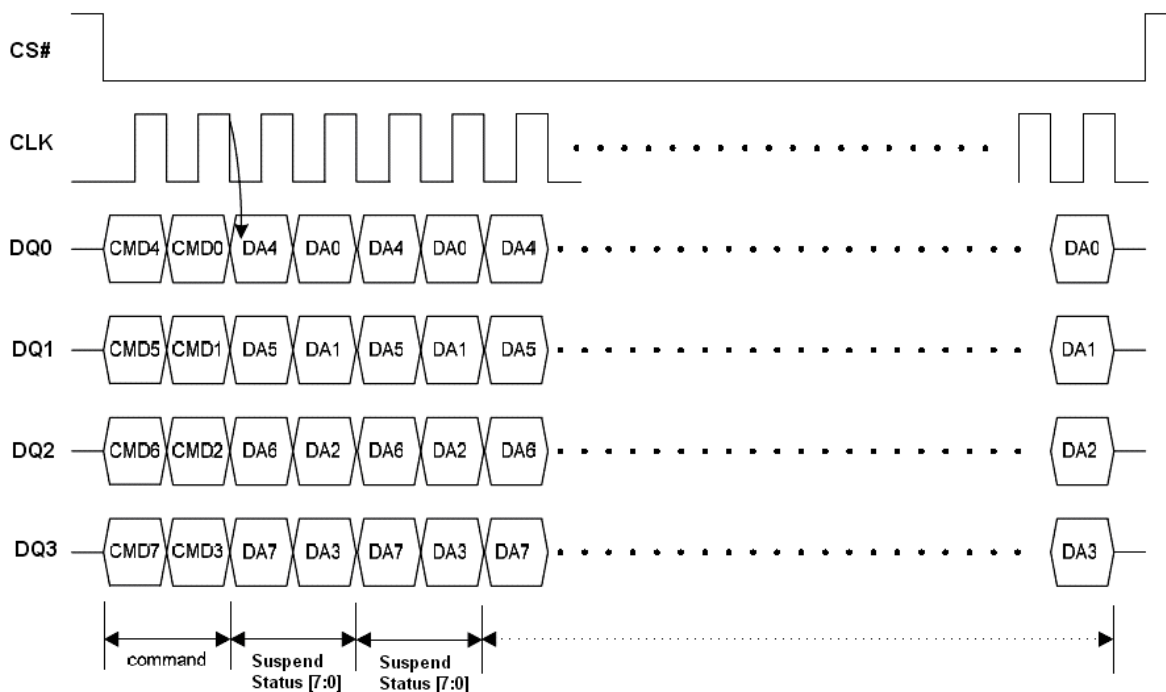 CS#
CLK
DQ0 CMD4 CMD0 DA4 DA0 DA4 DA0 DA4 DA0
DQ1 CMD5 CMD1 DA5 DA1 DA5 DA1 DA5 DA1
DQ2 CMD6 CMD2 DA6 DA2 DA6 DA2 DA6 DA2
DQ3 CMD7 CMD3 DA7 DA3 DA7 DA3 DA7 DA3
command
Suspend
Status [7:0]
Suspend
Status [7:0]